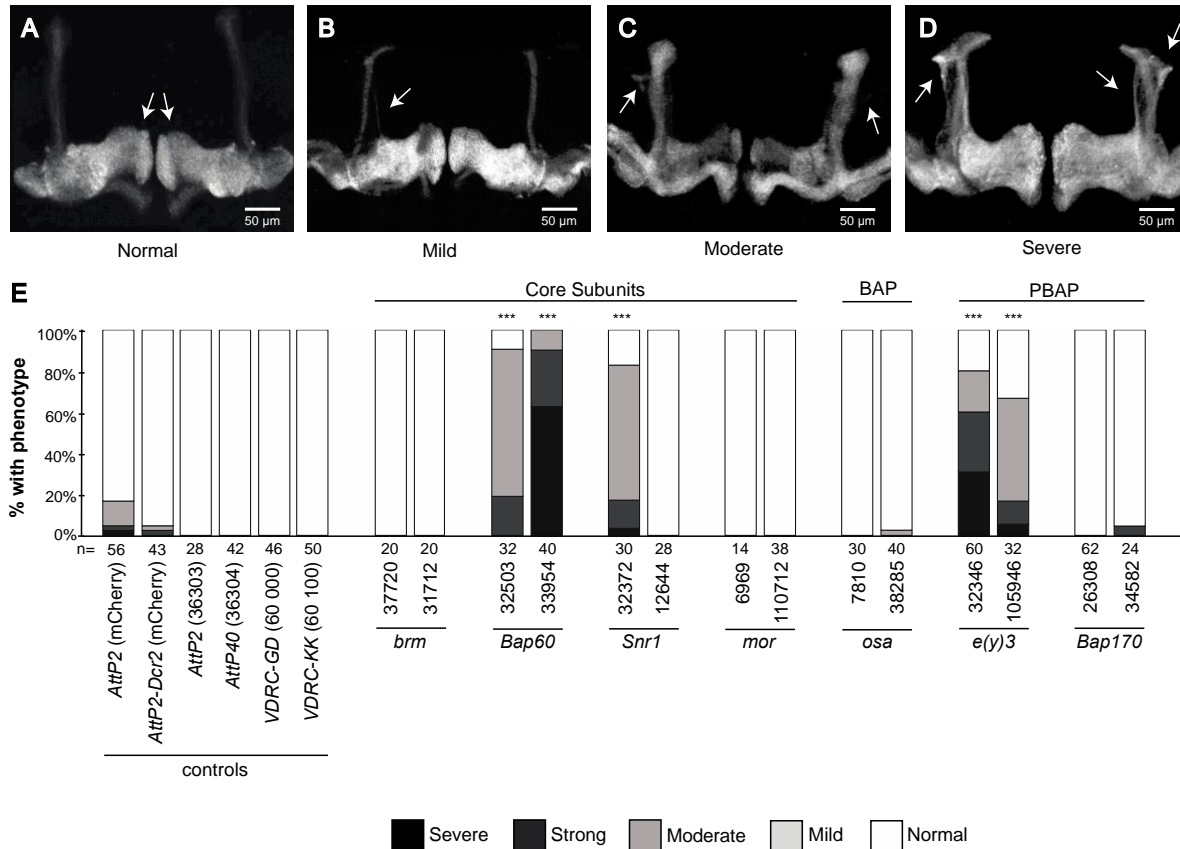 A
B
C
D
50 µm
50 µm
50 µm
50 µm
Normal
Mild
Moderate
Severe
E
Core Subunits
BAP
PBAP
*** *** *** *** ***
% with phenotype
100%
80%
60%
40%
20%
0%
n= 56 43 28 42 46 50 20 20 32 40 30 28 14 38 30 40 60 32 62 24
AttP2 (mCherry)
AttP2-Dcr2 (mCherry)
AttP2 (36303)
AttP40 (36304)
VDRC-GD (60 000)
VDRC-KK (60 100)
37720
31712
32503
33954
32372
12644
6969
110712
7810
38285
32346
105946
26308
34582
brm
Bap60
Snr1
mor
osa
e(y)3
Bap170
controls
Severe
Strong
Moderate
Mild
Normal